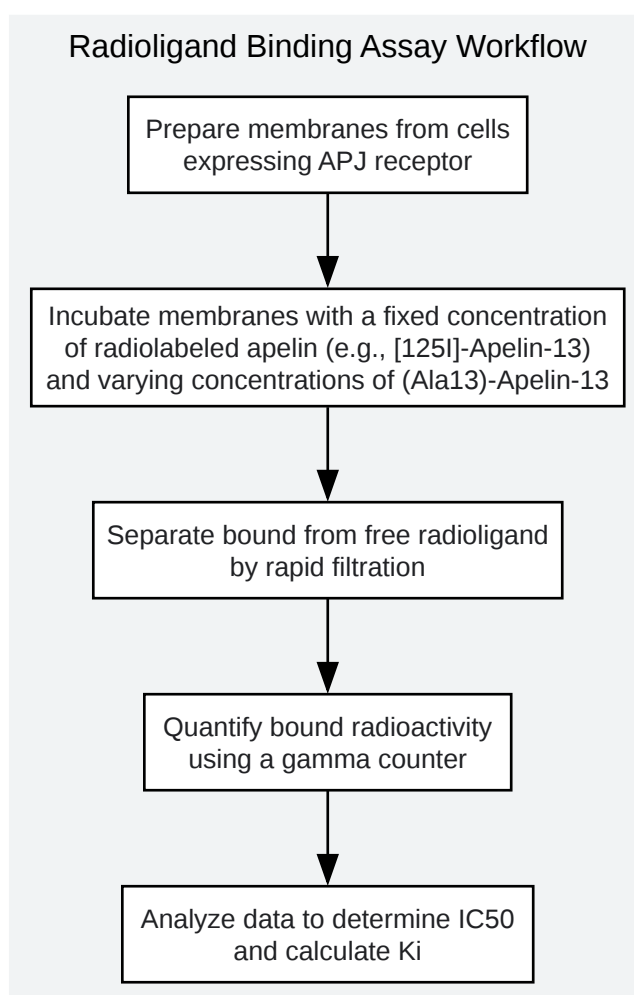 Radioligand Binding Assay Workflow
Prepare membranes from cells
expressing APJ receptor
Incubate membranes with a fixed concentration
of radiolabeled apelin (e.g., [125I]-Apelin-13)
and varying concentrations of (Ala13)-Apelin-13
Separate bound from free radioligand
by rapid filtration
Quantify bound radioactivity
using a gamma counter
Analyze data to determine IC50
and calculate Ki